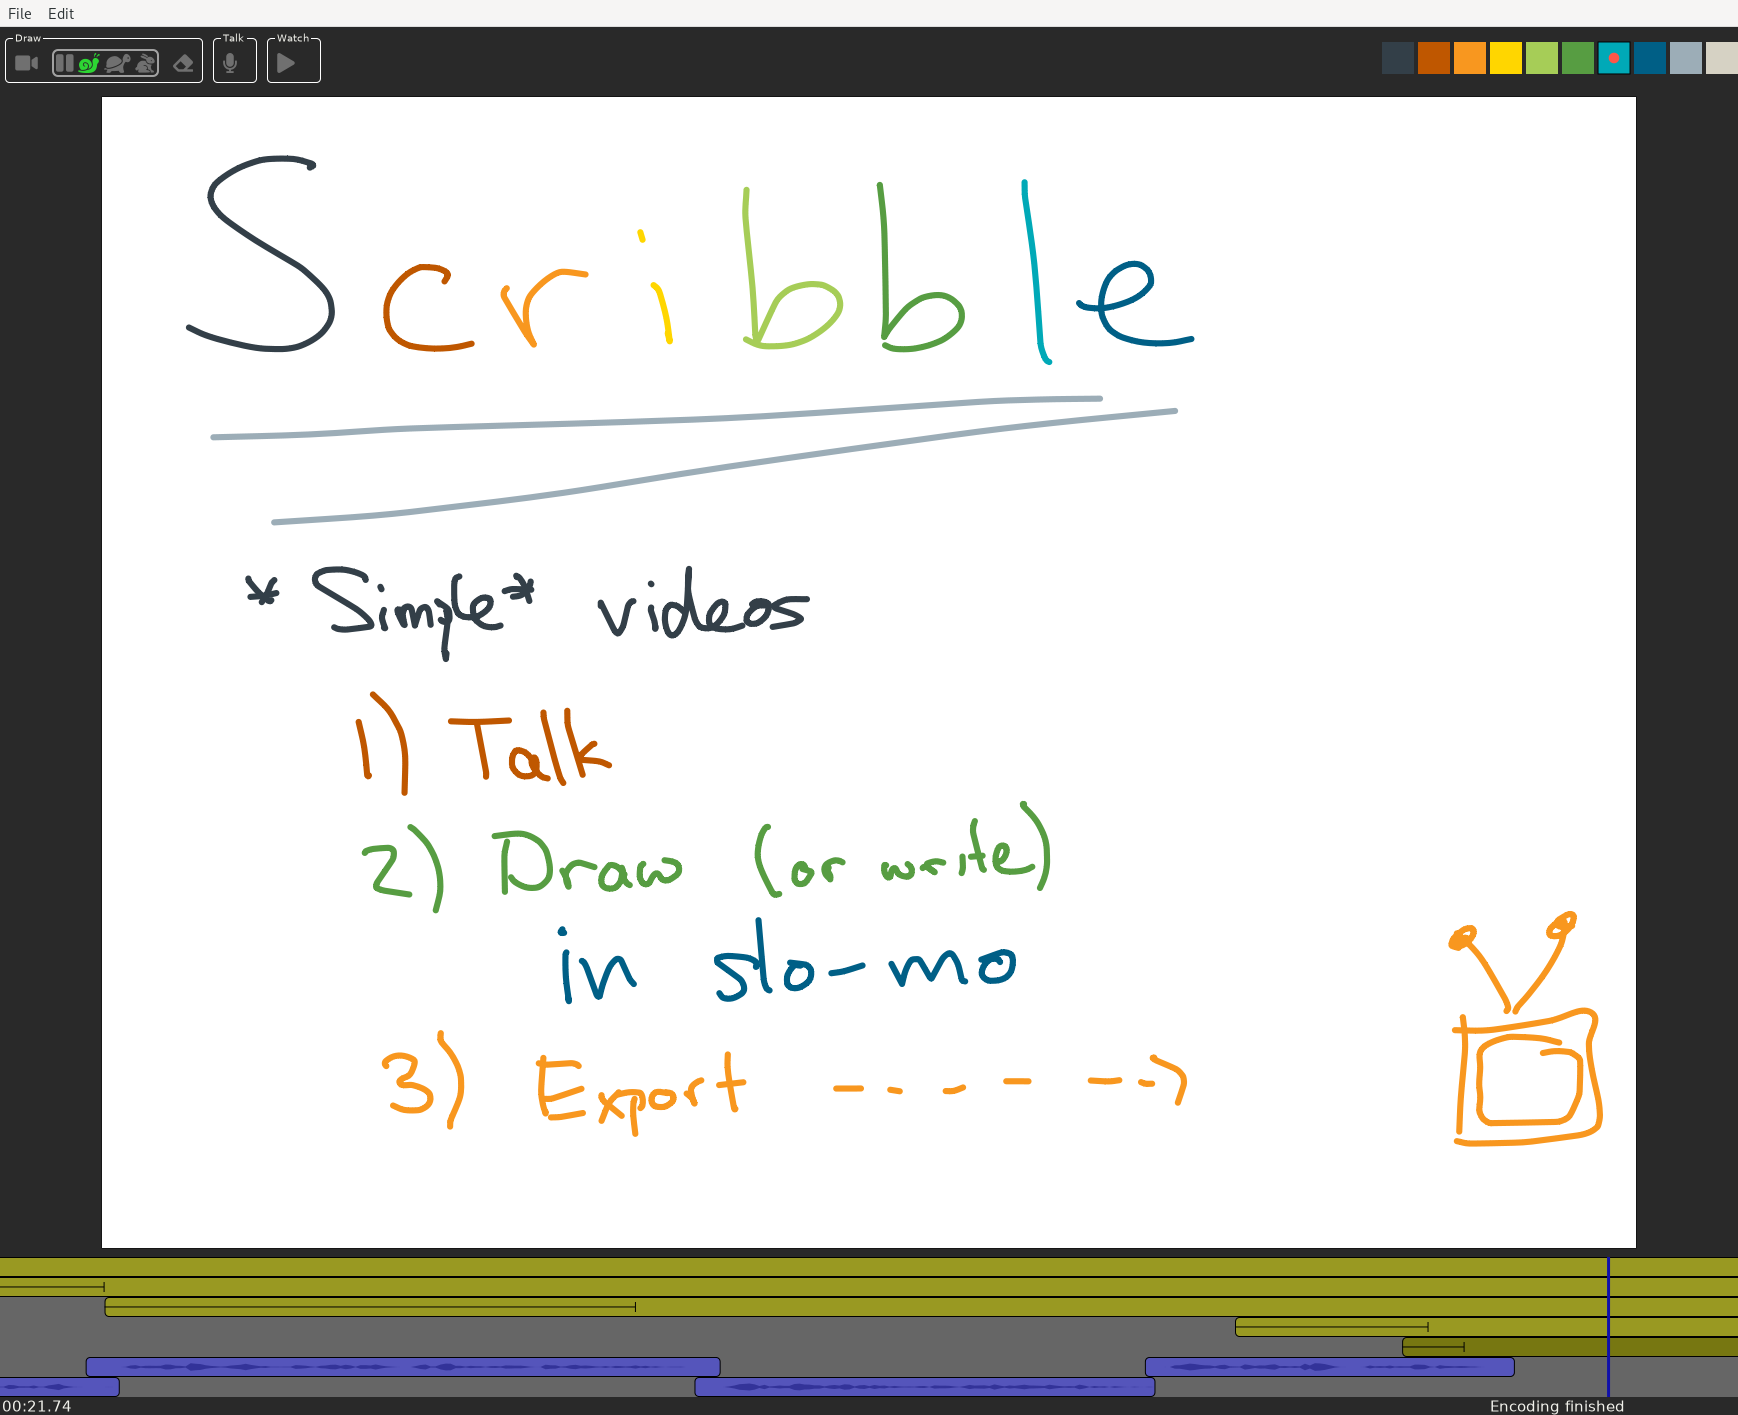 File Edit
Draw Talk Watch
Scribble
*Simple* videos
1) Talk
2) Draw (or write)
in slo-mo
3) Export - - - - - ->
00:21.74 Encoding finished